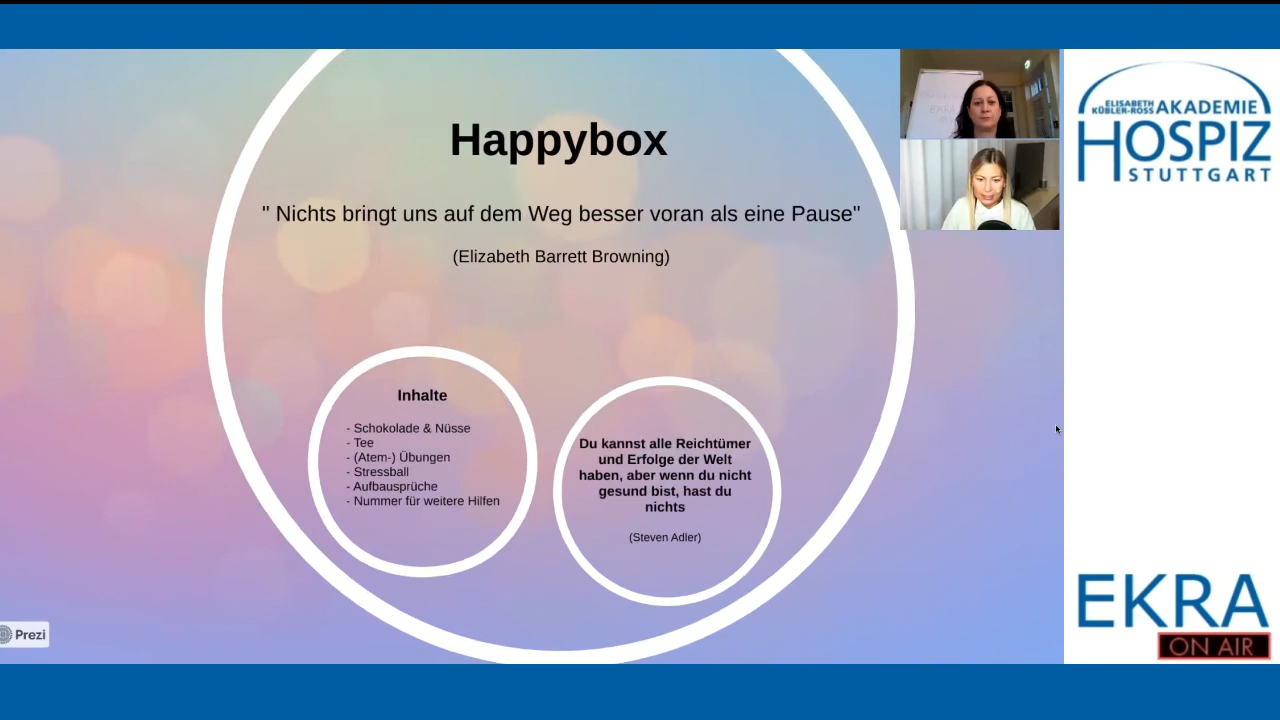 Happybox
" Nichts bringt uns auf dem Weg besser voran als eine Pause"
(Elizabeth Barrett Browning)
Inhalte
- Schokolade & Nüsse
- Tee
- (Atem-) Übungen
- Stressball
- Aufbausprüche
- Nummer für weitere Hilfen
Du kannst alle Reichtümer
und Erfolge der Welt
haben, aber wenn du nicht
gesund bist, hast du
nichts
(Steven Adler)
Prezi
ELISABETH
KÜBLER-ROSS AKADEMIE
HOSPIZ
STUTTGART
EKRA
ON AIR